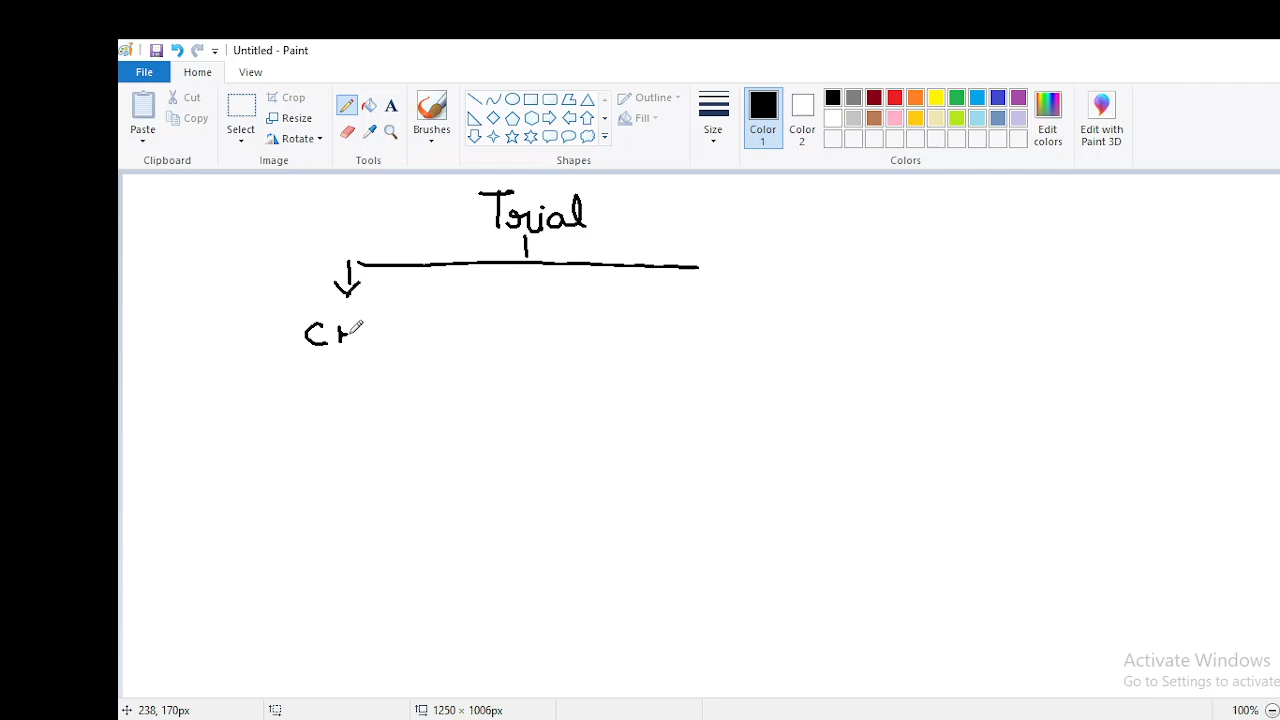 Untitled - Paint
File Home View
Paste Cut Copy Select Crop Resize Rotate Brushes Size Outline Fill Color 1 Color 2 Edit colors Edit with Paint 3D
Clipboard Image Tools Shapes Colors
Trial
Cr
Activate Windows
Go to Settings to activate
238, 170px 1250 × 1006px 100%